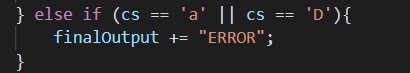 } else if (cs == 'a' || cs == 'D'){
    finalOutput += "ERROR";
}